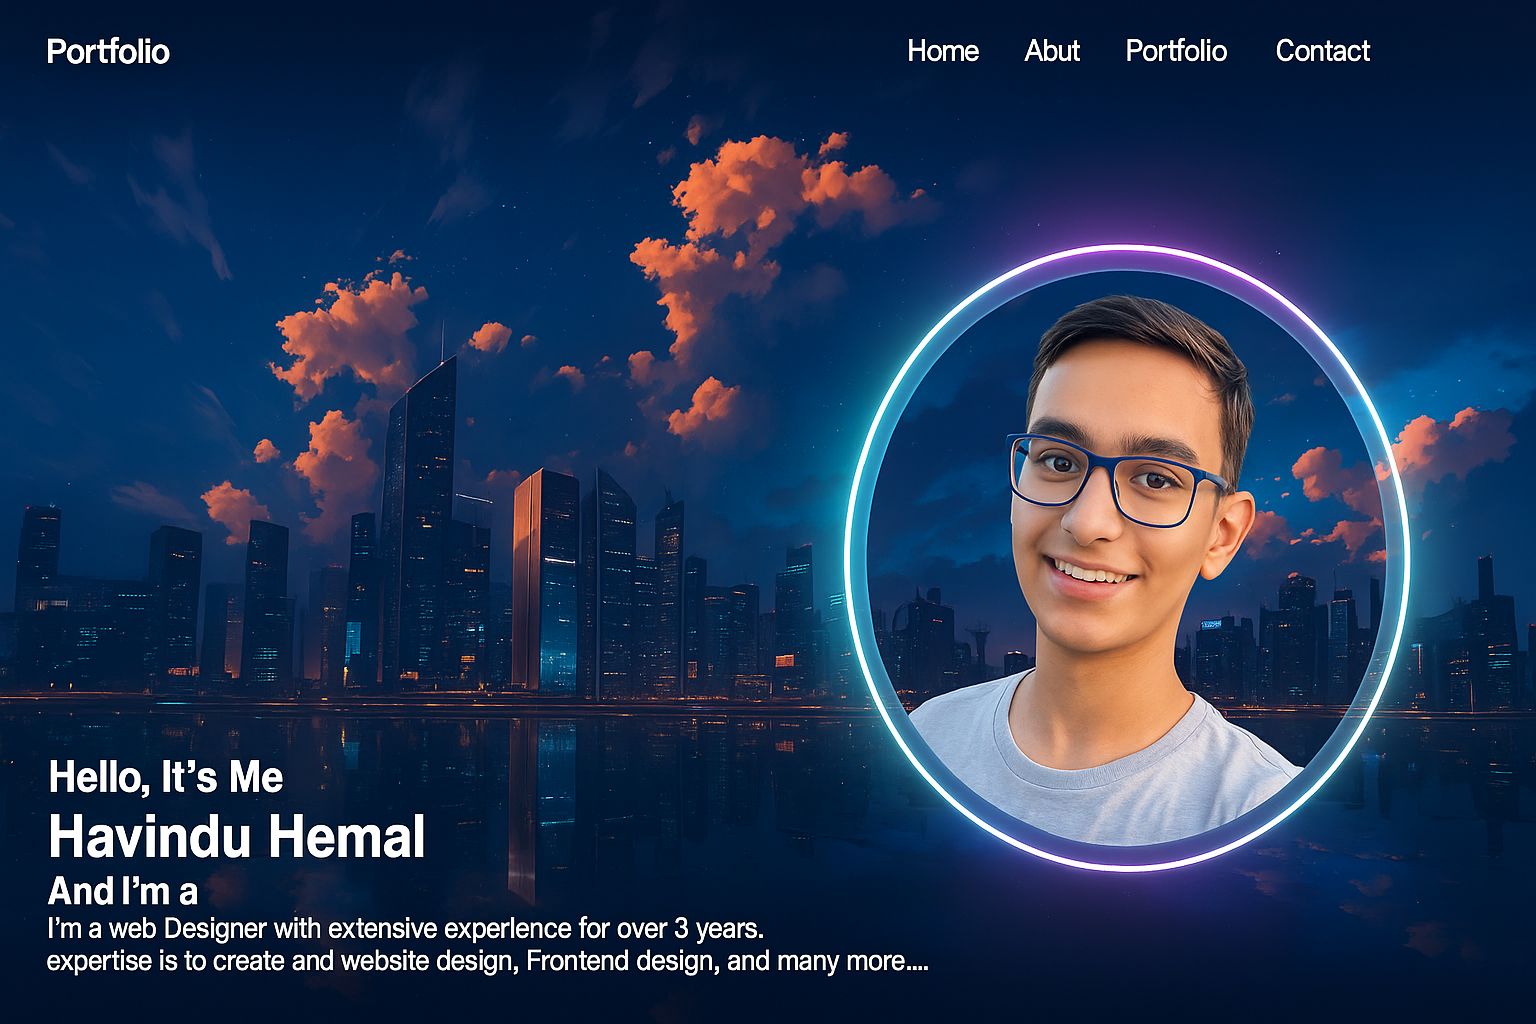 Portfolio
Home Abut Portfolio Contact
Hello, It's Me
Havindu Hemal
And I'm a
I'm a web Designer with extensive experlence for over 3 years.
expertise is to create and website design, Frontend design, and many more....